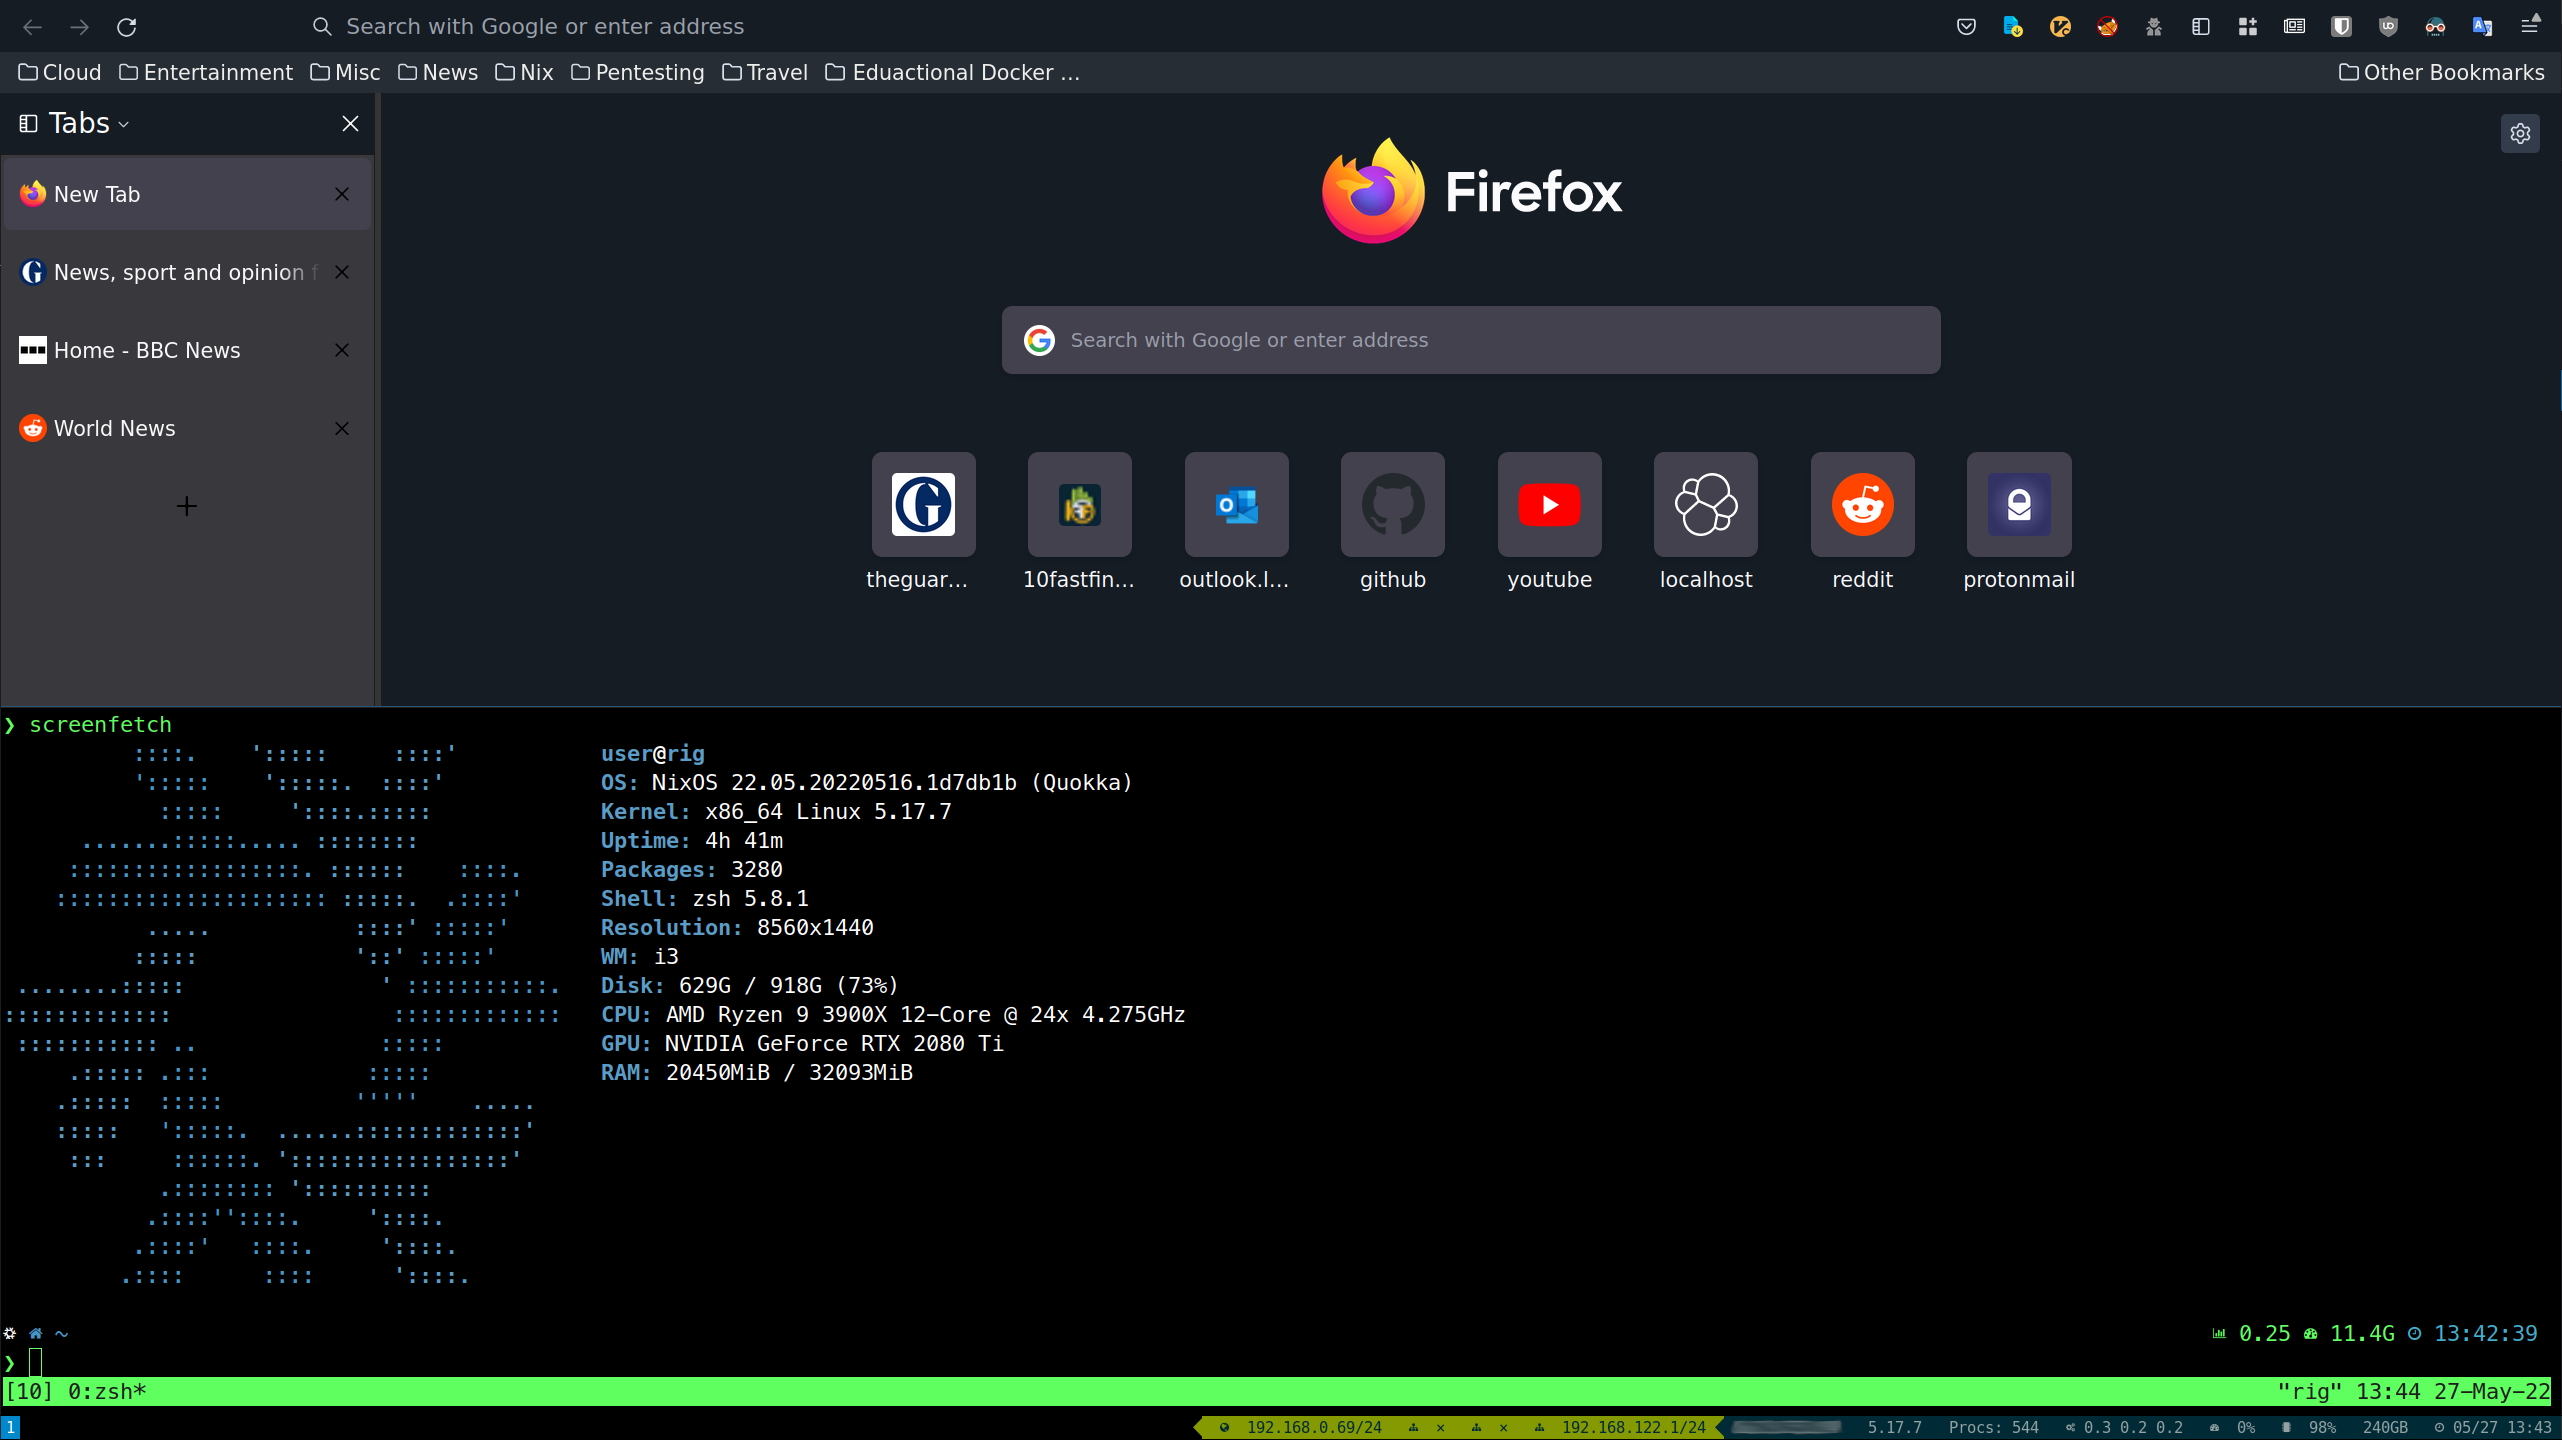 Search with Google or enter address
Cloud Entertainment Misc News Nix Pentesting Travel Eduactional Docker ... Other Bookmarks
Tabs
New Tab
News, sport and opinion f
Home - BBC News
World News
Firefox
Search with Google or enter address
theguar... 10fastfin... outlook.l... github youtube localhost reddit protonmail
❯ screenfetch
user@rig
OS: NixOS 22.05.20220516.1d7db1b (Quokka)
Kernel: x86_64 Linux 5.17.7
Uptime: 4h 41m
Packages: 3280
Shell: zsh 5.8.1
Resolution: 8560x1440
WM: i3
Disk: 629G / 918G (73%)
CPU: AMD Ryzen 9 3900X 12-Core @ 24x 4.275GHz
GPU: NVIDIA GeForce RTX 2080 Ti
RAM: 20450MiB / 32093MiB
~ 0.25 11.4G 13:42:39
❯
[10] 0:zsh* "rig" 13:44 27-May-22
1 192.168.0.69/24 × × 192.168.122.1/24 5.17.7 Procs: 544 0.3 0.2 0.2 0% 98% 240GB 05/27 13:43